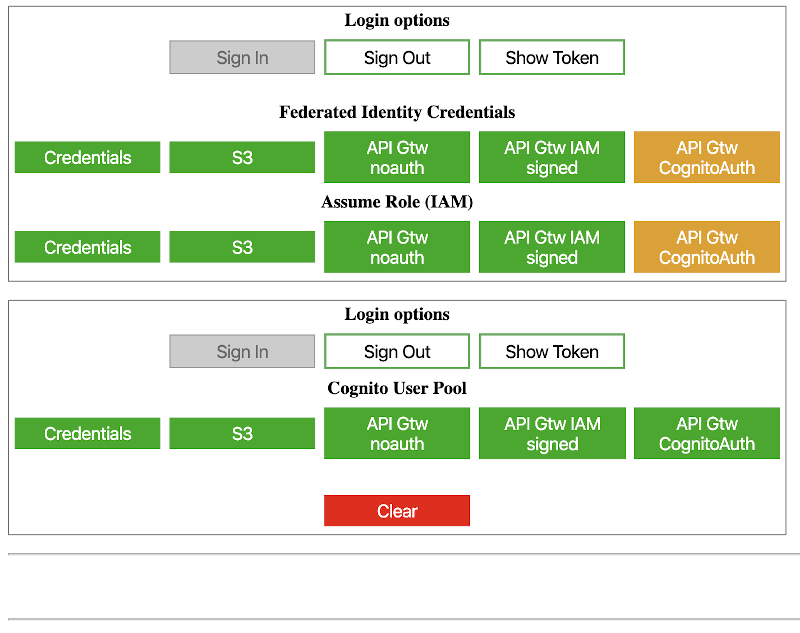 Login options
Sign In
Sign Out
Show Token
Federated Identity Credentials
Credentials
S3
API Gtw
noauth
API Gtw IAM
signed
API Gtw
CognitoAuth
Assume Role (IAM)
Credentials
S3
API Gtw
noauth
API Gtw IAM
signed
API Gtw
CognitoAuth
Login options
Sign In
Sign Out
Show Token
Cognito User Pool
Credentials
S3
API Gtw
noauth
API Gtw IAM
signed
API Gtw
CognitoAuth
Clear